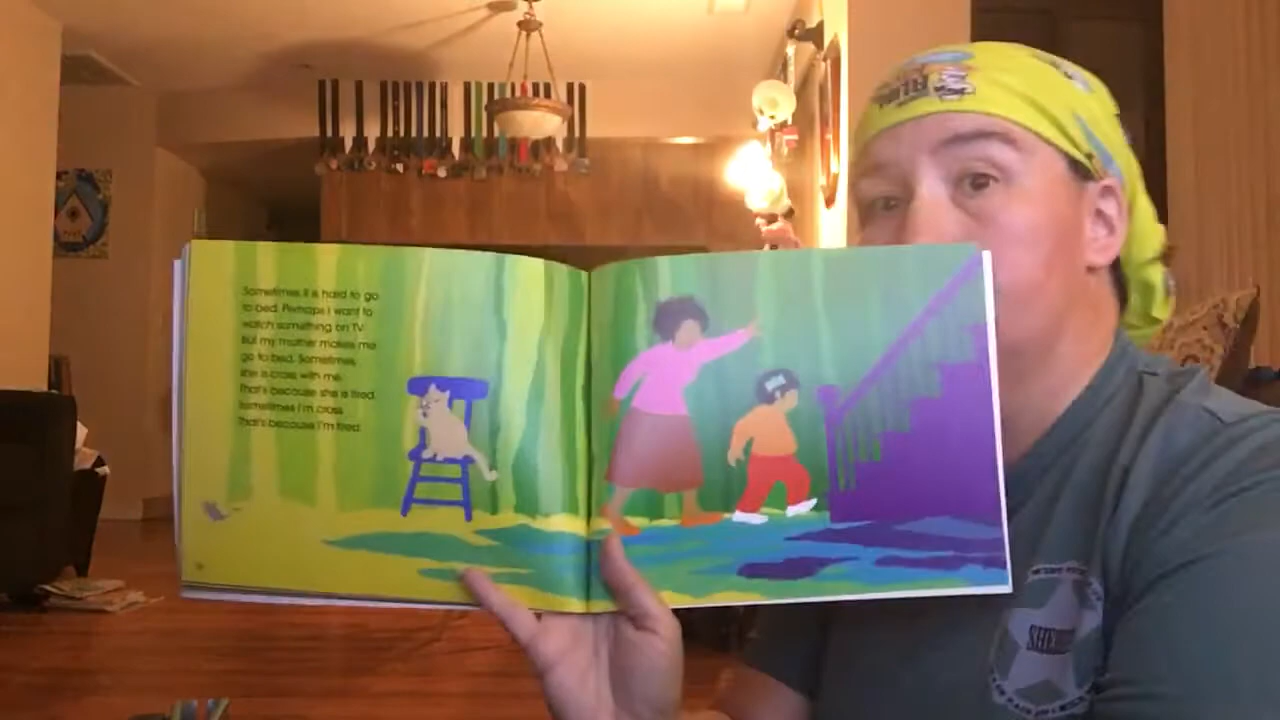 Sometimes it is hard to go
to bed. Perhaps I want to
watch something on TV.
But my mother makes me
go to bed. Sometimes,
she is cross with me.
That's because she is tired.
Sometimes I'm cross.
That's because I'm tired.
SHERIFF